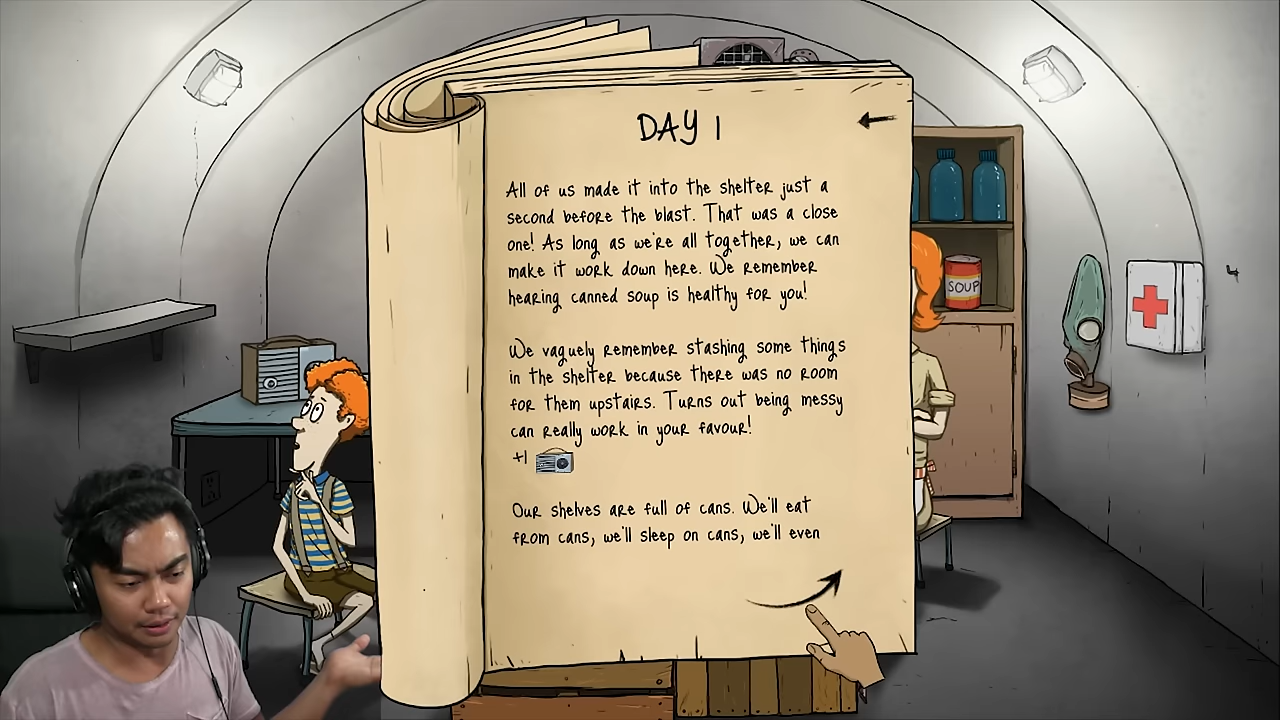 DAY 1
All of us made it into the shelter just a
second before the blast. That was a close
one! As long as we're all together, we can
make it work down here. We remember
hearing canned soup is healthy for you!
We vaguely remember stashing some things
in the shelter because there was no room
for them upstairs. Turns out being messy
can really work in your favour!
+1
Our shelves are full of cans. We'll eat
from cans, we'll sleep on cans, we'll even
SOUP